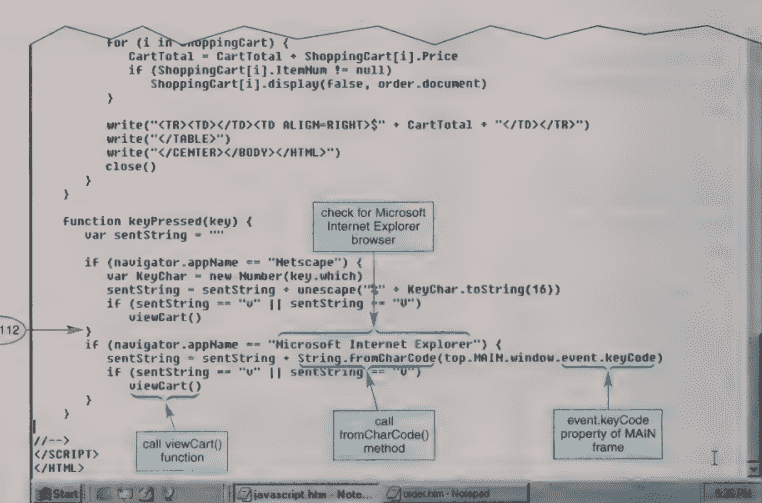 for (i in ShoppingCart) {
CartTotal = CartTotal + ShoppingCart[i].Price
if (ShoppingCart[i].ItemNum != null)
ShoppingCart[i].display(false, order.document)
}
write("<TR><TD></TD><TD ALIGN=RIGHT>$" + CartTotal + "</TD></TR>")
write("</TABLE>")
write("</CENTER></BODY></HTML>")
close()
}
}
function keyPressed(key) {
var sentString = ""
check for Microsoft
Internet Explorer
browser
if (navigator.appName == "Netscape") {
var KeyChar = new Number(key.which)
sentString = sentString + unescape("%" + KeyChar.toString(16))
if (sentString == "v" || sentString == "V")
viewCart()
112
}
if (navigator.appName == "Microsoft Internet Explorer") {
sentString = sentString + String.fromCharCode(top.MAIN.window.event.keyCode)
if (sentString == "v" || sentString == "V")
viewCart()
}
}
call viewCart()
function
call
fromCharCode()
method
event.keyCode
property of MAIN
frame
//-->
</SCRIPT>
</HTML>
Start
javascript.htm - Note...
order.htm - Notepad